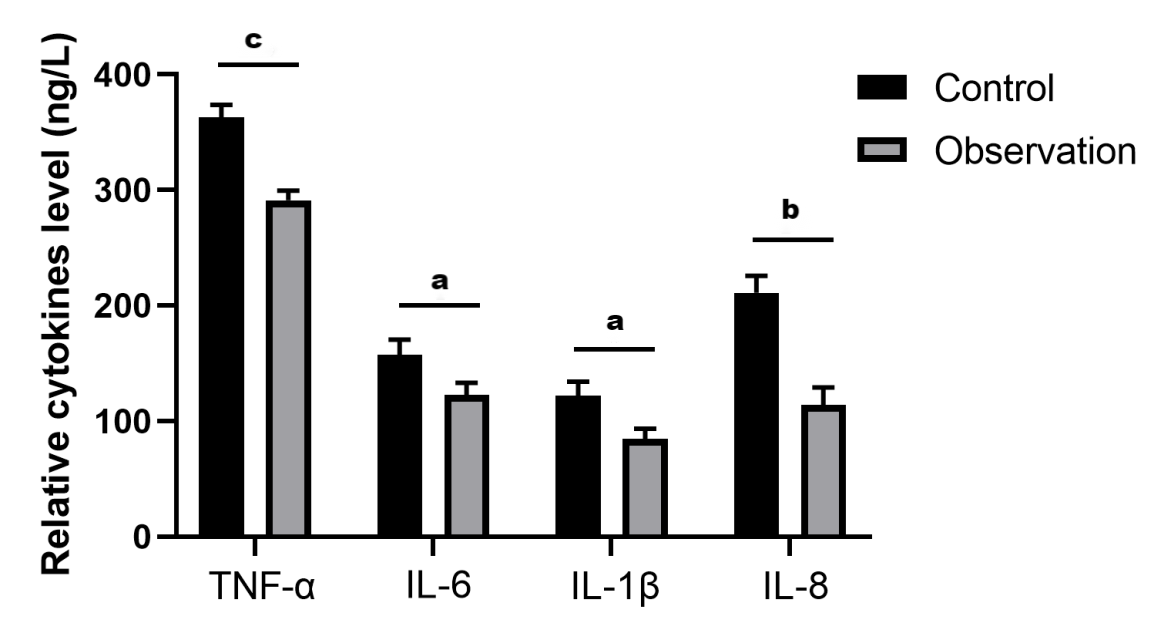 Relative cytokines level (ng/L)
400
300
200
100
0
c
a
a
b
TNF-α
IL-6
IL-1β
IL-8
Control
Observation